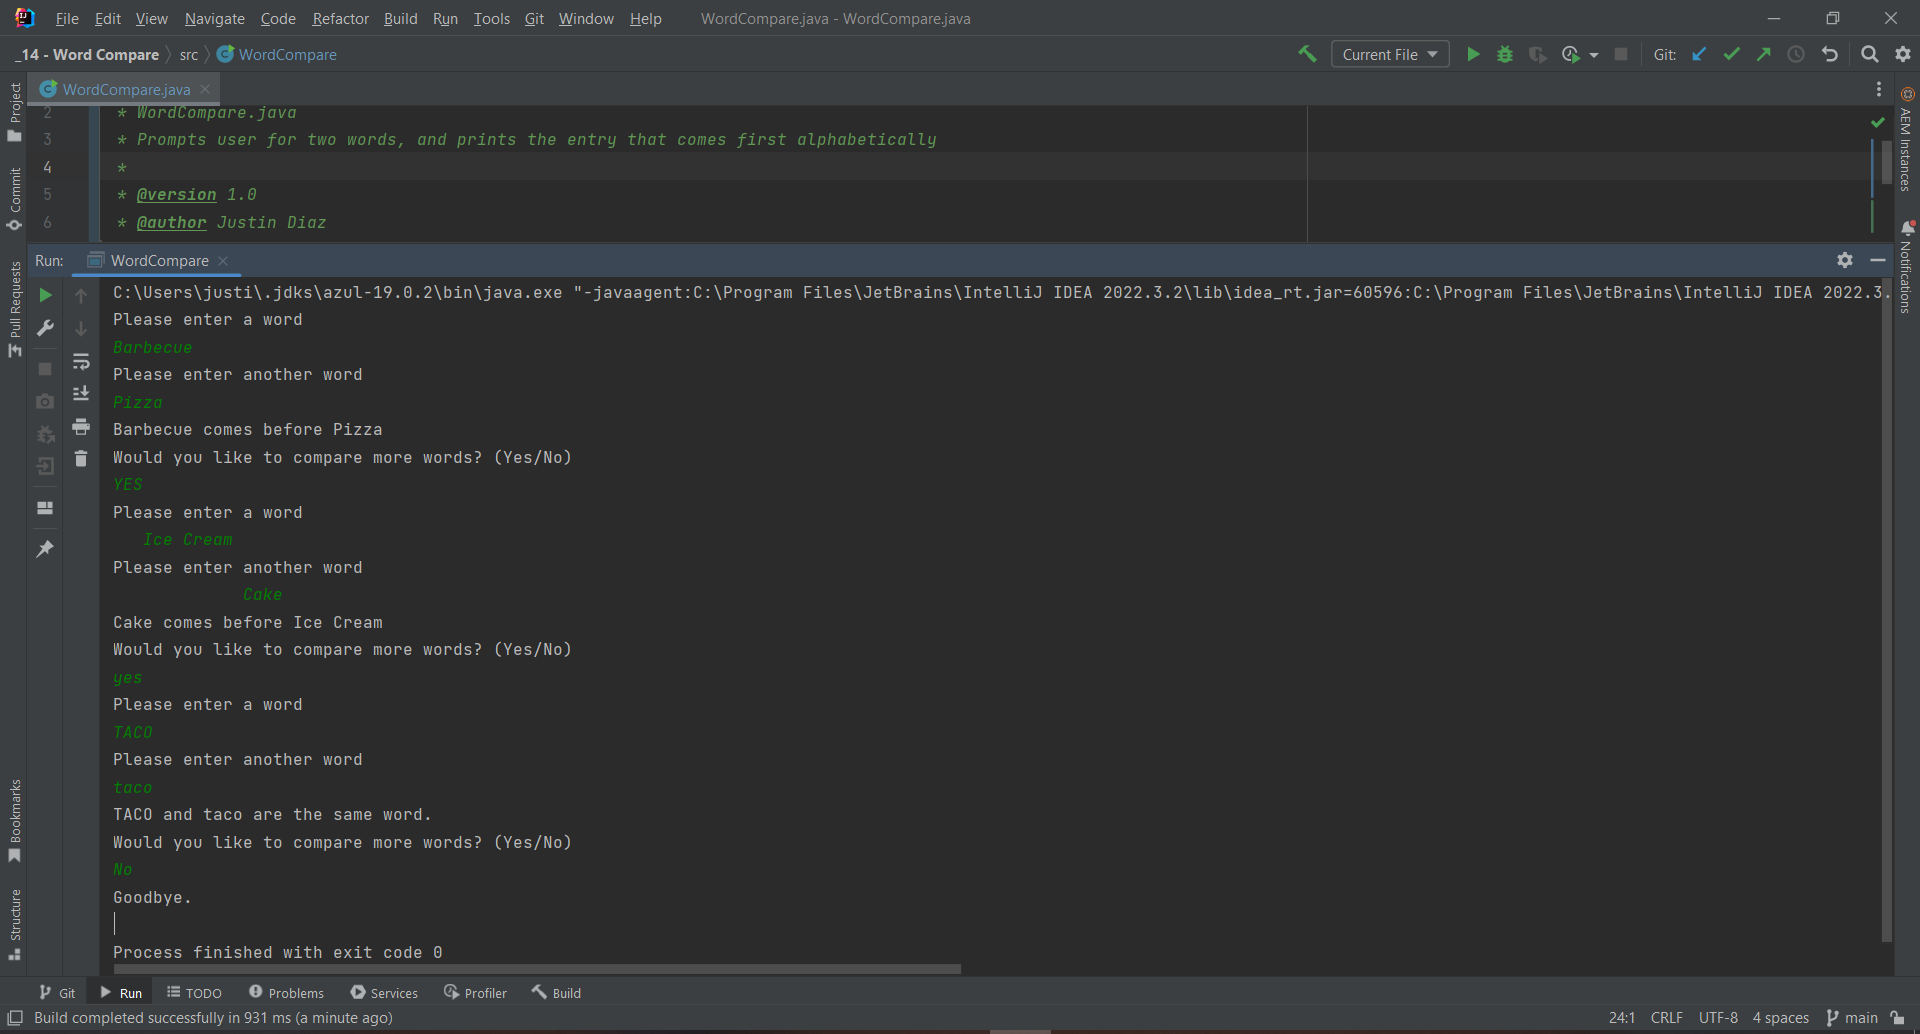 File Edit View Navigate Code Refactor Build Run Tools Git Window Help WordCompare.java - WordCompare.java
_14 - Word Compare src WordCompare Current File Git:
Project
Commit
Pull Requests
Bookmarks
Structure
WordCompare.java
AEM Instances
Notifications
2 * WordCompare.java
3 * Prompts user for two words, and prints the entry that comes first alphabetically
4 *
5 * @version 1.0
6 * @author Justin Diaz
Run: WordCompare
C:\Users\justi\.jdks\azul-19.0.2\bin\java.exe "-javaagent:C:\Program Files\JetBrains\IntelliJ IDEA 2022.3.2\lib\idea_rt.jar=60596:C:\Program Files\JetBrains\IntelliJ IDEA 2022.3.
Please enter a word
Barbecue
Please enter another word
Pizza
Barbecue comes before Pizza
Would you like to compare more words? (Yes/No)
YES
Please enter a word
   Ice Cream
Please enter another word
             Cake
Cake comes before Ice Cream
Would you like to compare more words? (Yes/No)
yes
Please enter a word
TACO
Please enter another word
taco
TACO and taco are the same word.
Would you like to compare more words? (Yes/No)
No
Goodbye.
Process finished with exit code 0
Git Run TODO Problems Services Profiler Build
Build completed successfully in 931 ms (a minute ago) 24:1 CRLF UTF-8 4 spaces main